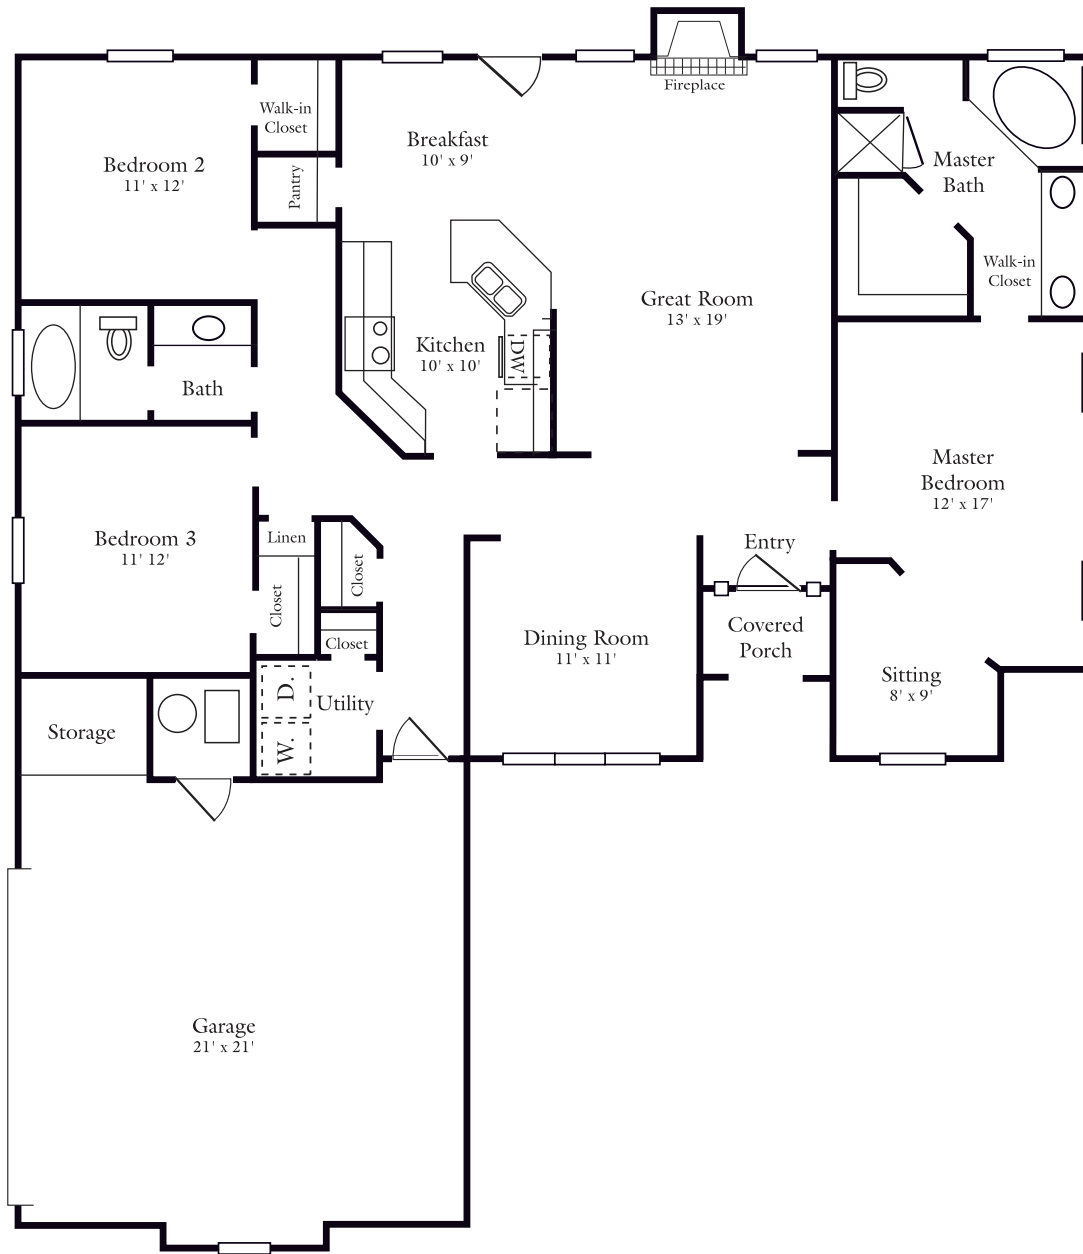 Fireplace
Walk-in
Closet
Breakfast
10' x 9'
Bedroom 2
11' x 12'
Pantry
Master
Bath
Walk-in
Closet
Great Room
13' x 19'
Kitchen
10' x 10'
DW
Bath
Master
Bedroom
12' x 17'
Bedroom 3
11' 12'
Linen
Closet
Closet
Closet
Entry
Covered
Porch
Dining Room
11' x 11'
Sitting
8' x 9'
D.
Utility
W.
Storage
Garage
21' x 21'